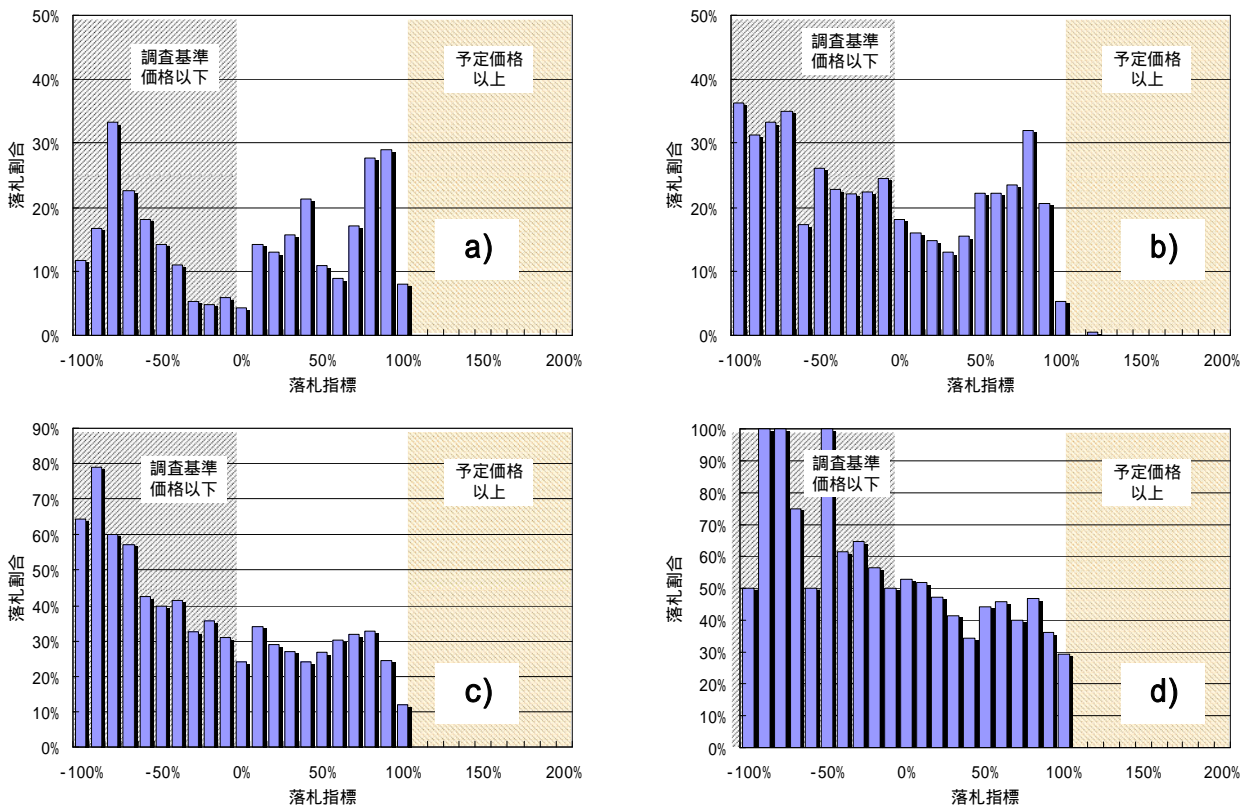 50%
40%
30%
20%
10%
0%
落札割合
調査基準
価格以下
予定価格
以上
a)
-100%
-50%
0%
50%
100%
150%
200%
落札指標
50%
40%
30%
20%
10%
0%
落札割合
調査基準
価格以下
予定価格
以上
b)
-100%
-50%
0%
50%
100%
150%
200%
落札指標
90%
80%
70%
60%
50%
40%
30%
20%
10%
0%
落札割合
調査基準
価格以下
予定価格
以上
c)
-100%
-50%
0%
50%
100%
150%
200%
落札指標
100%
90%
80%
70%
60%
50%
40%
30%
20%
10%
0%
落札割合
調査基準
価格以下
予定価格
以上
d)
-100%
-50%
0%
50%
100%
150%
200%
落札指標